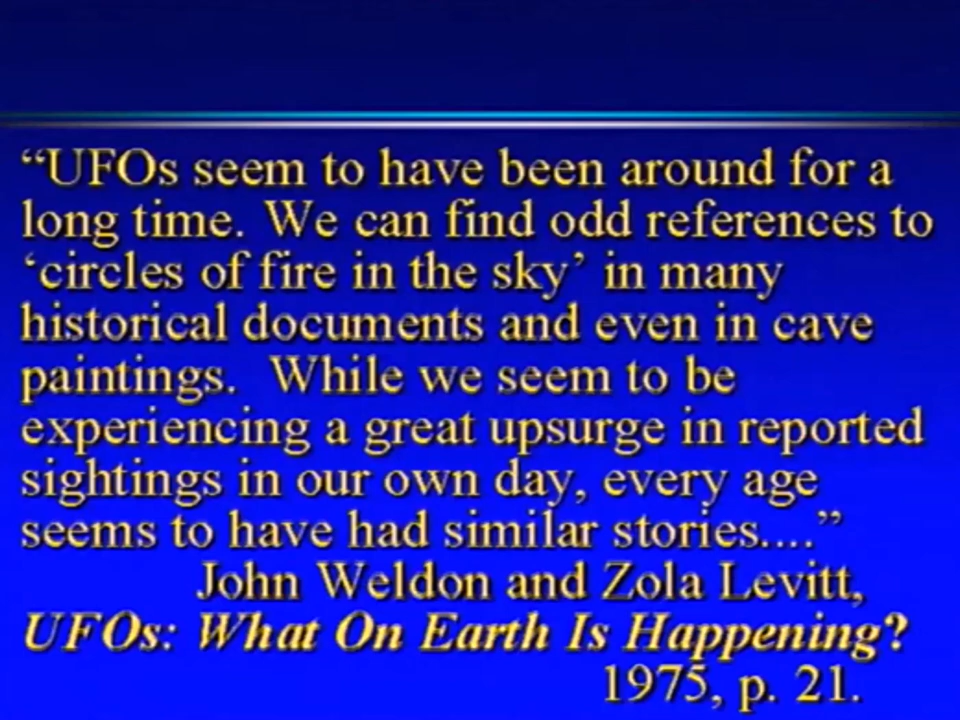 “UFOs seem to have been around for a
long time. We can find odd references to
‘circles of fire in the sky’ in many
historical documents and even in cave
paintings.  While we seem to be
experiencing a great upsurge in reported
sightings in our own day, every age
seems to have had similar stories....”
John Weldon and Zola Levitt,
UFOs: What On Earth Is Happening?
1975, p. 21.